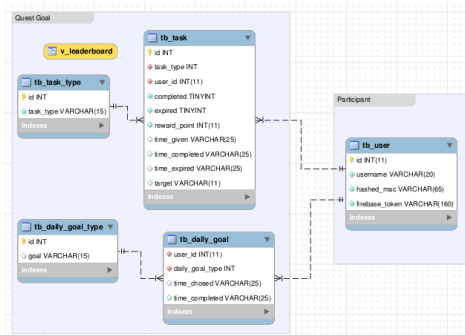 Quest Goal
v_leaderboard
tb_task_type
id INT
task_type VARCHAR(15)
Indexes
tb_task
id INT
task_type INT
user_id INT(11)
completed TINYINT
expired TINYINT
reward_point INT(11)
time_given VARCHAR(25)
time_completed VARCHAR(25)
time_expired VARCHAR(25)
target VARCHAR(11)
Indexes
tb_daily_goal_type
id INT
goal VARCHAR(15)
Indexes
tb_daily_goal
user_id INT(11)
daily_goal_type INT
time_chosed VARCHAR(25)
time_completed VARCHAR(25)
Indexes
Participant
tb_user
id INT(11)
username VARCHAR(20)
hashed_mac VARCHAR(65)
firebase_token VARCHAR(160)
Indexes